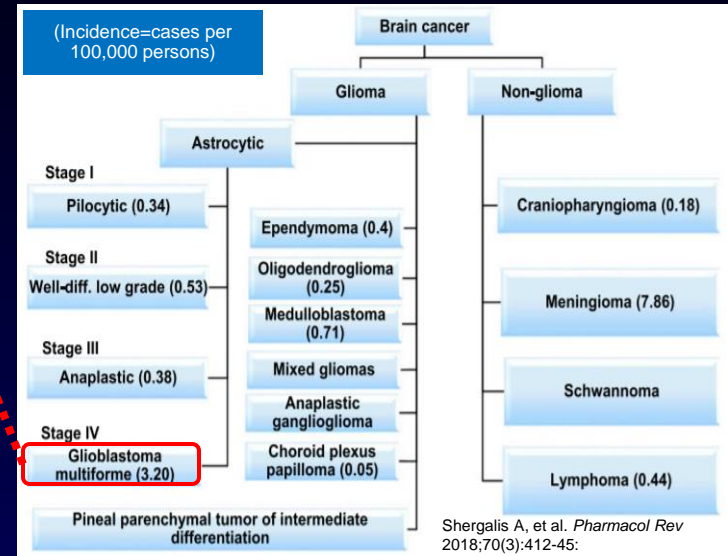 (Incidence=cases per
100,000 persons)
Brain cancer
Glioma
Non-glioma
Astrocytic
Stage I
Pilocytic (0.34)
Stage II
Well-diff. low grade (0.53)
Stage III
Anaplastic (0.38)
Stage IV
Glioblastoma
multiforme (3.20)
Ependymoma (0.4)
Oligodendroglioma
(0.25)
Medulloblastoma
(0.71)
Mixed gliomas
Anaplastic
ganglioglioma
Choroid plexus
papilloma (0.05)
Pineal parenchymal tumor of intermediate
differentiation
Craniopharyngioma (0.18)
Meningioma (7.86)
Schwannoma
Lymphoma (0.44)
Shergalis A, et al. Pharmacol Rev
2018;70(3):412-45: